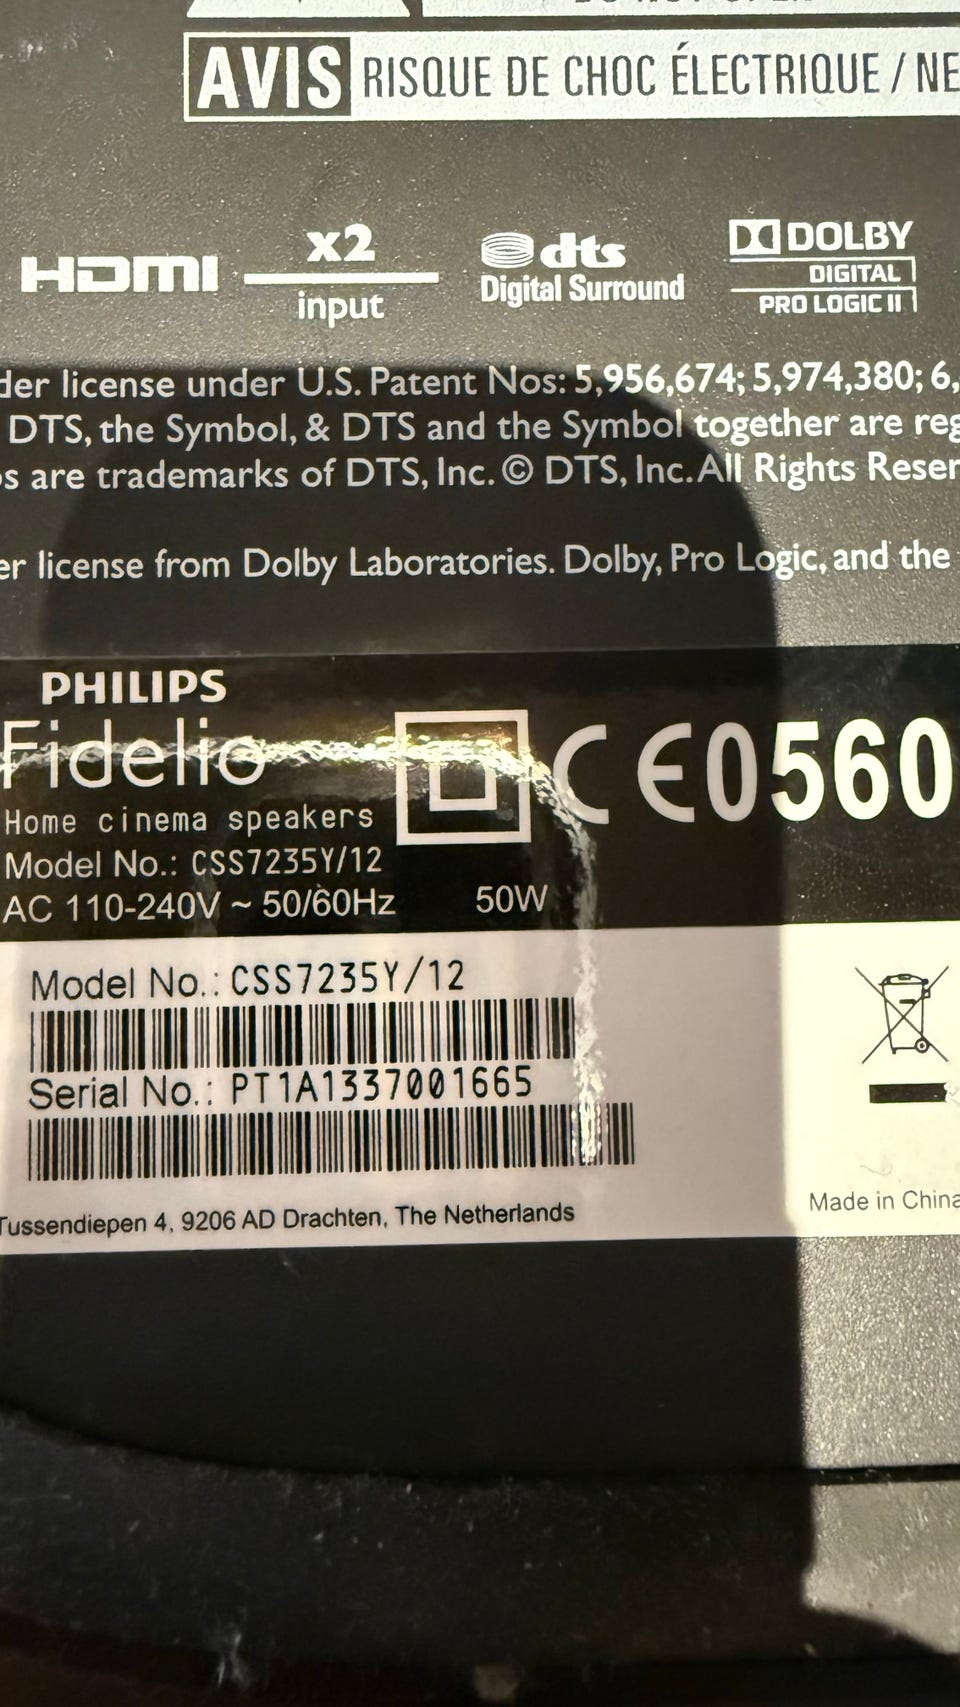 AVIS RISQUE DE CHOC ÉLECTRIQUE / NE
HDMI x2 input dts Digital Surround DOLBY DIGITAL PRO LOGIC II
der license under U.S. Patent Nos: 5,956,674; 5,974,380; 6,
DTS, the Symbol, & DTS and the Symbol together are reg
os are trademarks of DTS, Inc. © DTS, Inc. All Rights Reser
er license from Dolby Laboratories. Dolby, Pro Logic, and the
PHILIPS
Fidelio
CE0560
Home cinema speakers
Model No.: CSS7235Y/12
AC 110-240V ~ 50/60Hz 50W
Model No.: CSS7235Y/12
Serial No.: PT1A1337001665
Tussendiepen 4, 9206 AD Drachten, The Netherlands
Made in China